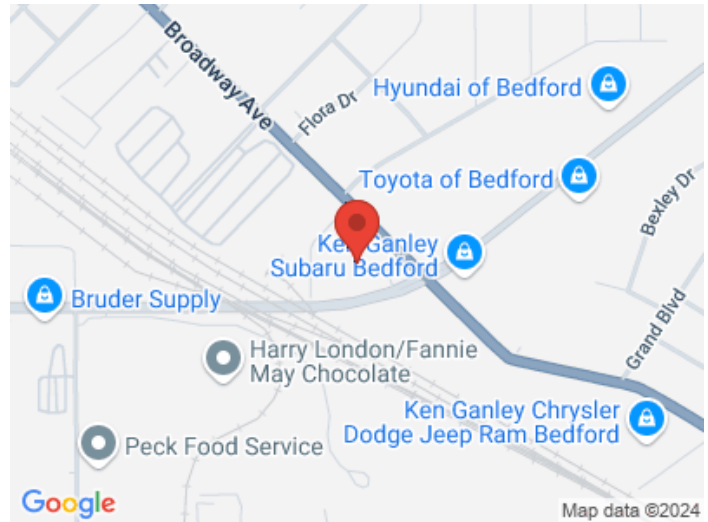 Broadway Ave
Flora Dr
Hyundai of Bedford
Toyota of Bedford
Bexley Dr
Ken Ganley
Subaru Bedford
Bruder Supply
Harry London/Fannie
May Chocolate
Grand Blvd
Ken Ganley Chrysler
Dodge Jeep Ram Bedford
Peck Food Service
Google
Map data ©2024